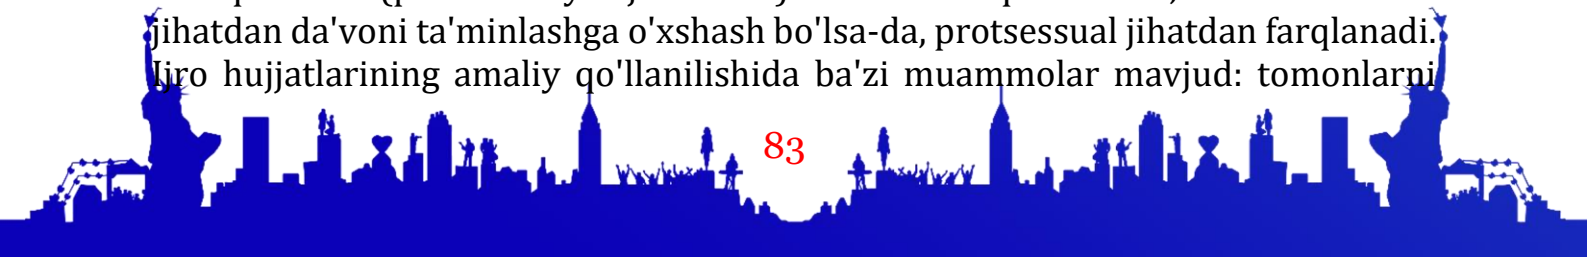 jihatdan da'voni ta'minlashga o'xshash bo'lsa-da, protsessual jihatdan farqlanadi.
Ijro hujjatlarining amaliy qo'llanilishida ba'zi muammolar mavjud: tomonlarni
83